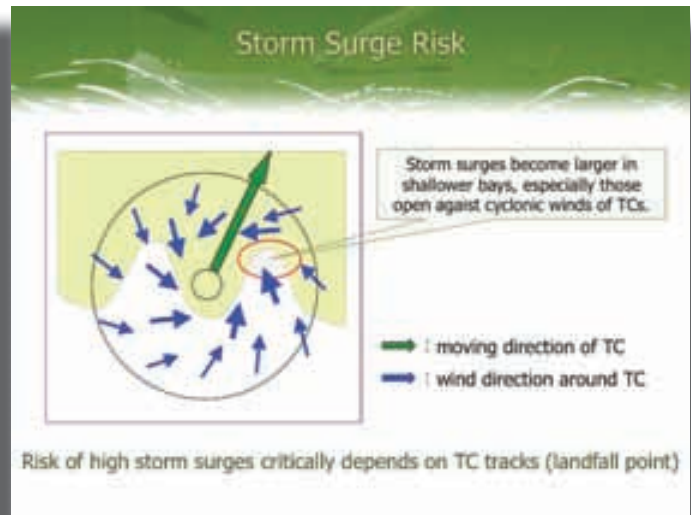 Storm Surge Risk
Storm surges become larger in
shallower bays, especially those
open agaist cyclonic winds of TCs.
: moving direction of TC
: wind direction around TC
Risk of high storm surges critically depends on TC tracks (landfall point)